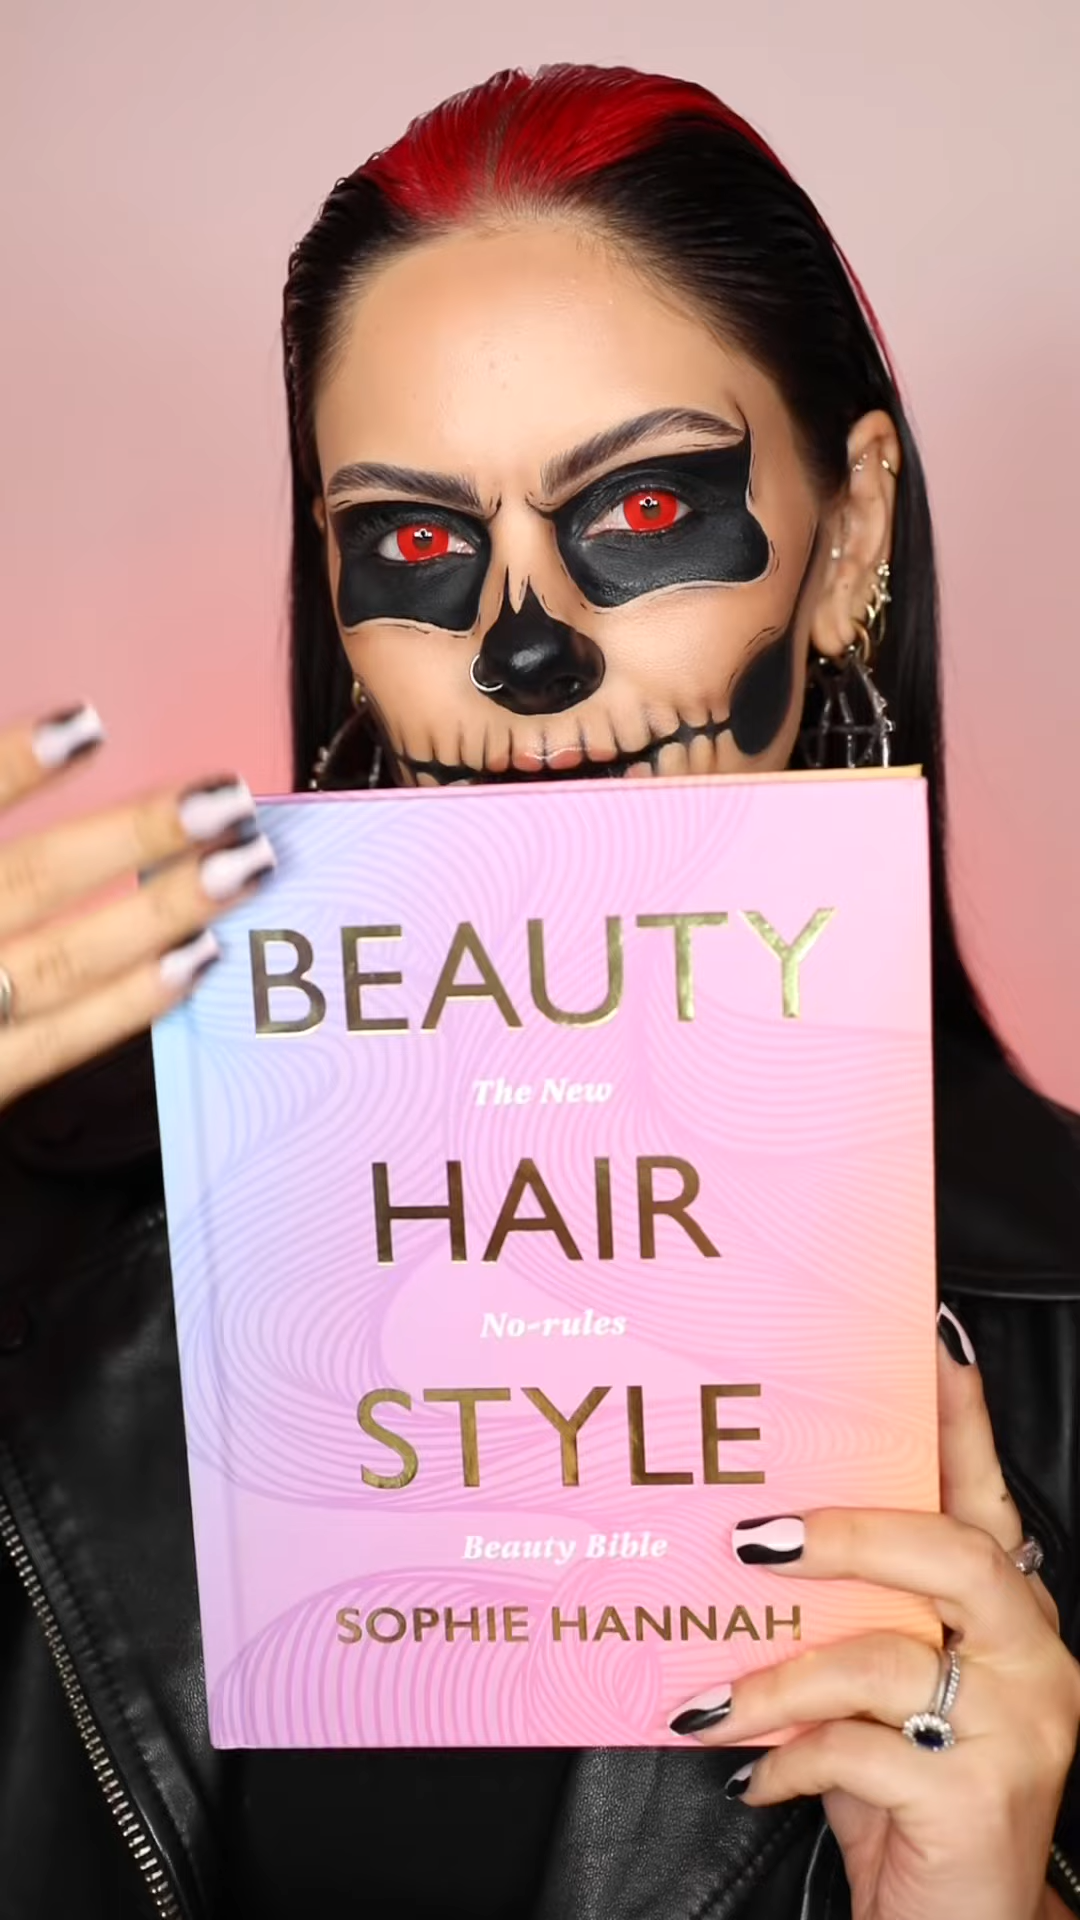 BEAUTY
The New
HAIR
No-rules
STYLE
Beauty Bible
SOPHIE HANNAH